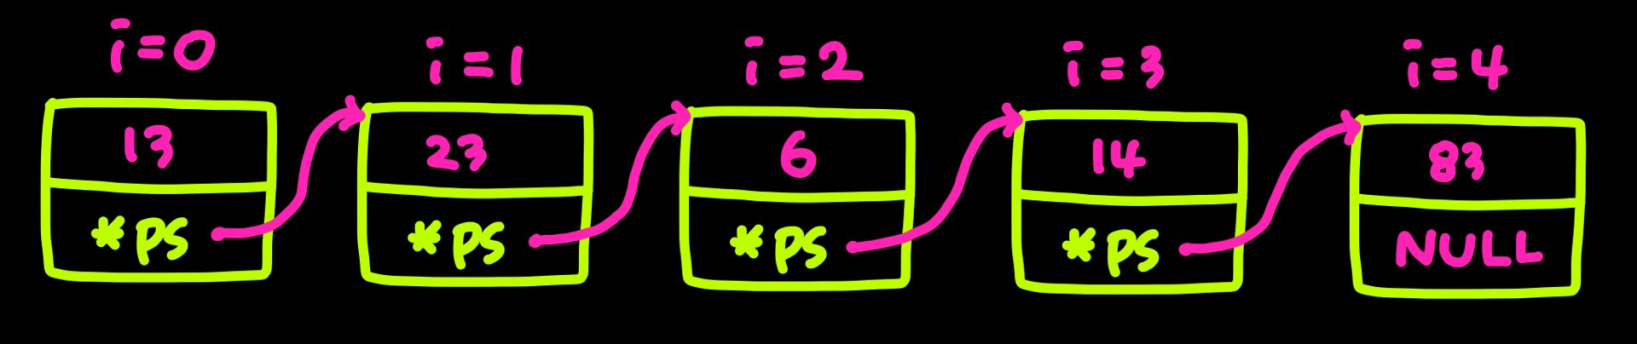 i=0 i=1 i=2 i=3 i=4
13 23 6 14 83
*ps *ps *ps *ps NULL